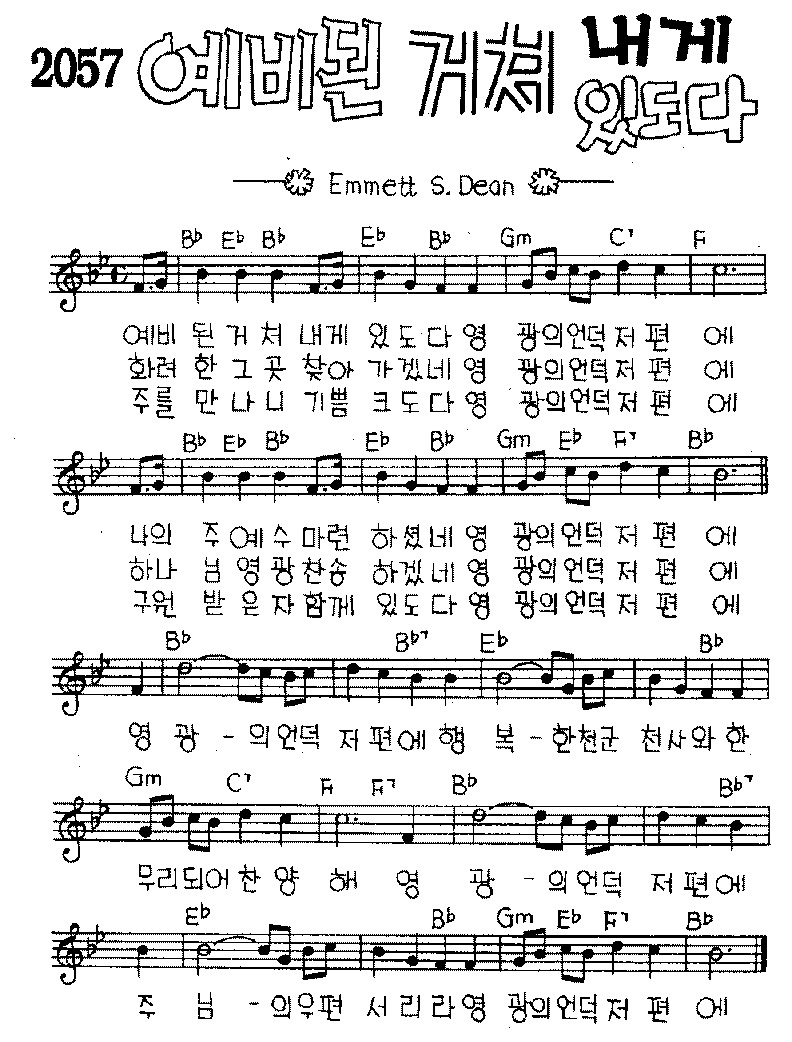 2057 예비된 거처 내게 있도다
Emmett S. Dean
B♭ E♭ B♭ E♭ B♭ Gm C7 F
예비 된 거 처 내게 있도다 영 광의언덕저 편 에
화려 한 그 곳 찾아 가겠네 영 광의언덕저 편 에
주를 만 나 니 기쁨 크도다 영 광의언덕저 편 에
B♭ E♭ B♭ E♭ B♭ Gm E♭ F7 B♭
나의 주 예 수 마련 하셨네 영 광의언덕 저 편 에
하나 님 영 광 찬송 하겠네 영 광의언덕 저 편 에
구원 받 은 자 함께 있도다 영 광의언덕 저 편 에
B♭ B♭7 E♭ B♭
영 광 - 의언덕 저 편에 행 복 - 한천군 천사와 한
Gm C7 F F7 B♭ B♭7
무리되어 찬 양 해 영 광 - 의언덕 저 편에
E♭ B♭ Gm E♭ F7 B♭
주 님 - 의우편 서 리 라 영 광의언덕저 편 에